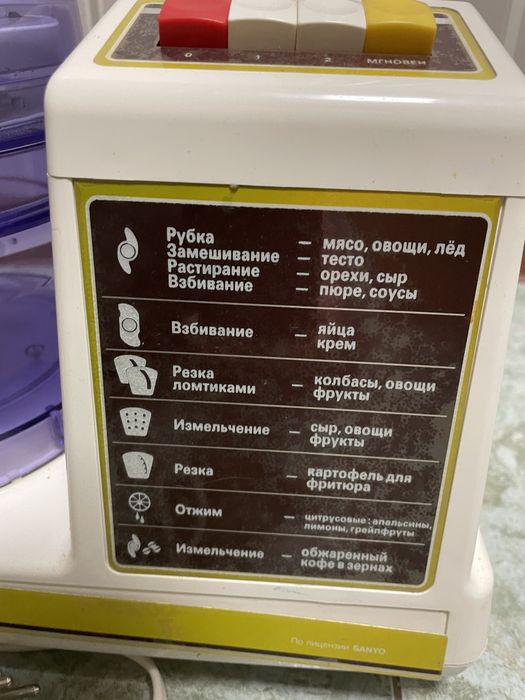 0 1 2 МГНОВЕН
Рубка — мясо, овощи, лёд
Замешивание — тесто
Растирание — орехи, сыр
Взбивание — пюре, соусы
Взбивание — яйца
крем
Резка — колбасы, овощи
ломтиками фрукты
Измельчение — сыр, овощи
фрукты
Резка — картофель для
фритюра
Отжим — цитрусовые: апельсины,
лимоны, грейпфруты
Измельчение — обжаренный
кофе в зернах
По лицензии SANYO